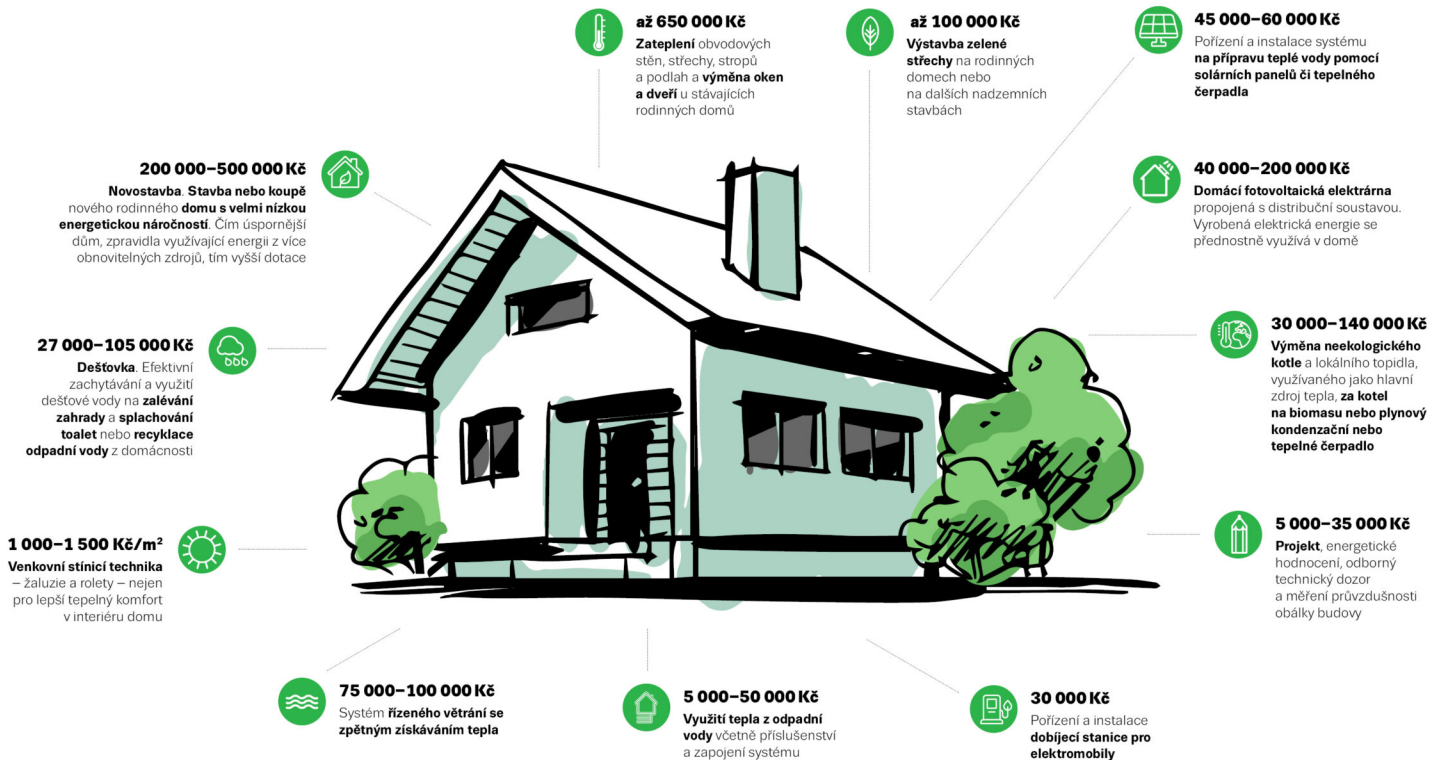 až 650 000 Kč
Zateplení obvodových
stěn, střechy, stropů
a podlah a výměna oken
a dveří u stávajících
rodinných domů
až 100 000 Kč
Výstavba zelené
střechy na rodinných
domech nebo
na dalších nadzemních
stavbách
45 000–60 000 Kč
Pořízení a instalace systému
na přípravu teplé vody pomocí
solárních panelů či tepelného
čerpadla
200 000–500 000 Kč
Novostavba. Stavba nebo koupě
nového rodinného domu s velmi nízkou
energetickou náročností. Čím úspornější
dům, zpravidla využívající energii z více
obnovitelných zdrojů, tím vyšší dotace
40 000–200 000 Kč
Domácí fotovoltaická elektrárna
propojená s distribuční soustavou.
Vyrobená elektrická energie se
přednostně využívá v domě
27 000–105 000 Kč
Dešťovka. Efektivní
zachytávání a využití
dešťové vody na zalévání
zahrady a splachování
toalet nebo recyklace
odpadní vody z domácnosti
30 000–140 000 Kč
Výměna neekologického
kotle a lokálního topidla,
využívaného jako hlavní
zdroj tepla, za kotel
na biomasu nebo plynový
kondenzační nebo
tepelné čerpadlo
1 000–1 500 Kč/m²
Venkovní stínicí technika
– žaluzie a rolety – nejen
pro lepší tepelný komfort
v interiéru domu
5 000–35 000 Kč
Projekt, energetické
hodnocení, odborný
technický dozor
a měření průvzdušnosti
obálky budovy
75 000–100 000 Kč
Systém řízeného větrání se
zpětným získáváním tepla
5 000–50 000 Kč
Využití tepla z odpadní
vody včetně příslušenství
a zapojení systému
30 000 Kč
Pořízení a instalace
dobíjecí stanice pro
elektromobily